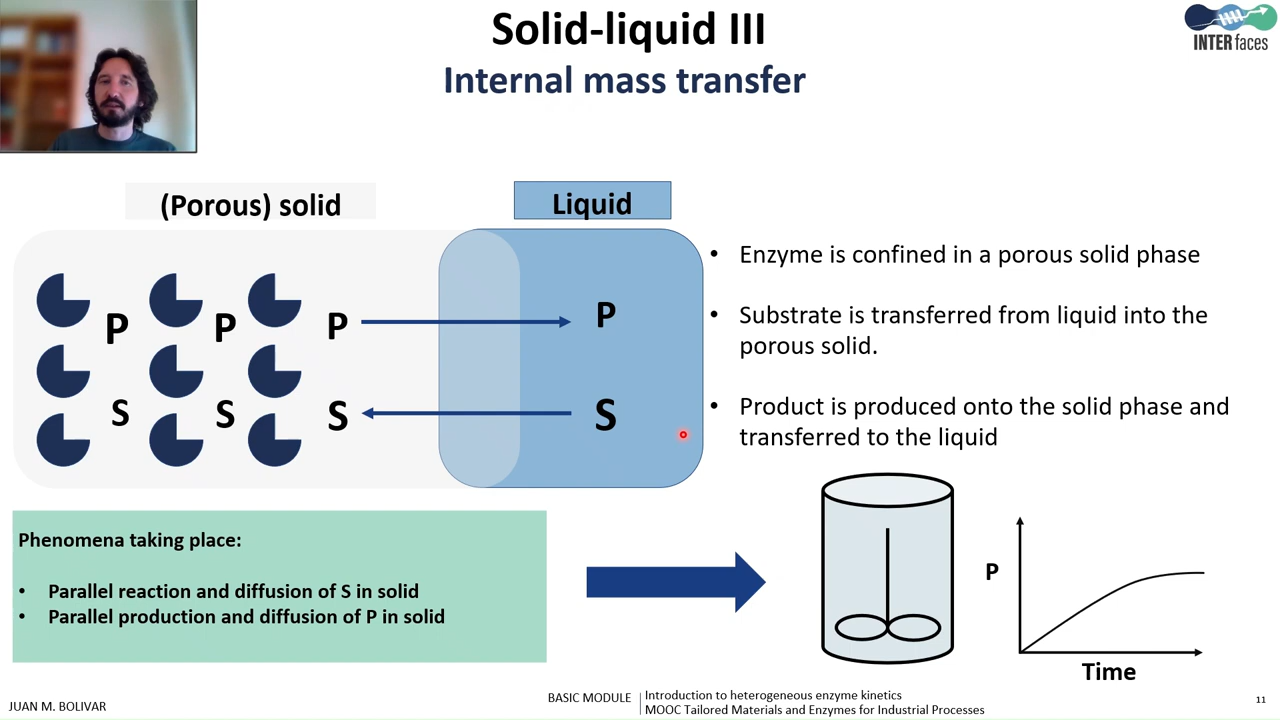 Solid-liquid III
Internal mass transfer
INTERfaces
(Porous) solid
Liquid
P P P P
S S S S
• Enzyme is confined in a porous solid phase
• Substrate is transferred from liquid into the
porous solid.
• Product is produced onto the solid phase and
transferred to the liquid
Phenomena taking place:
• Parallel reaction and diffusion of S in solid
• Parallel production and diffusion of P in solid
P
Time
JUAN M. BOLIVAR
BASIC MODULE
Introduction to heterogeneous enzyme kinetics
MOOC Tailored Materials and Enzymes for Industrial Processes
11